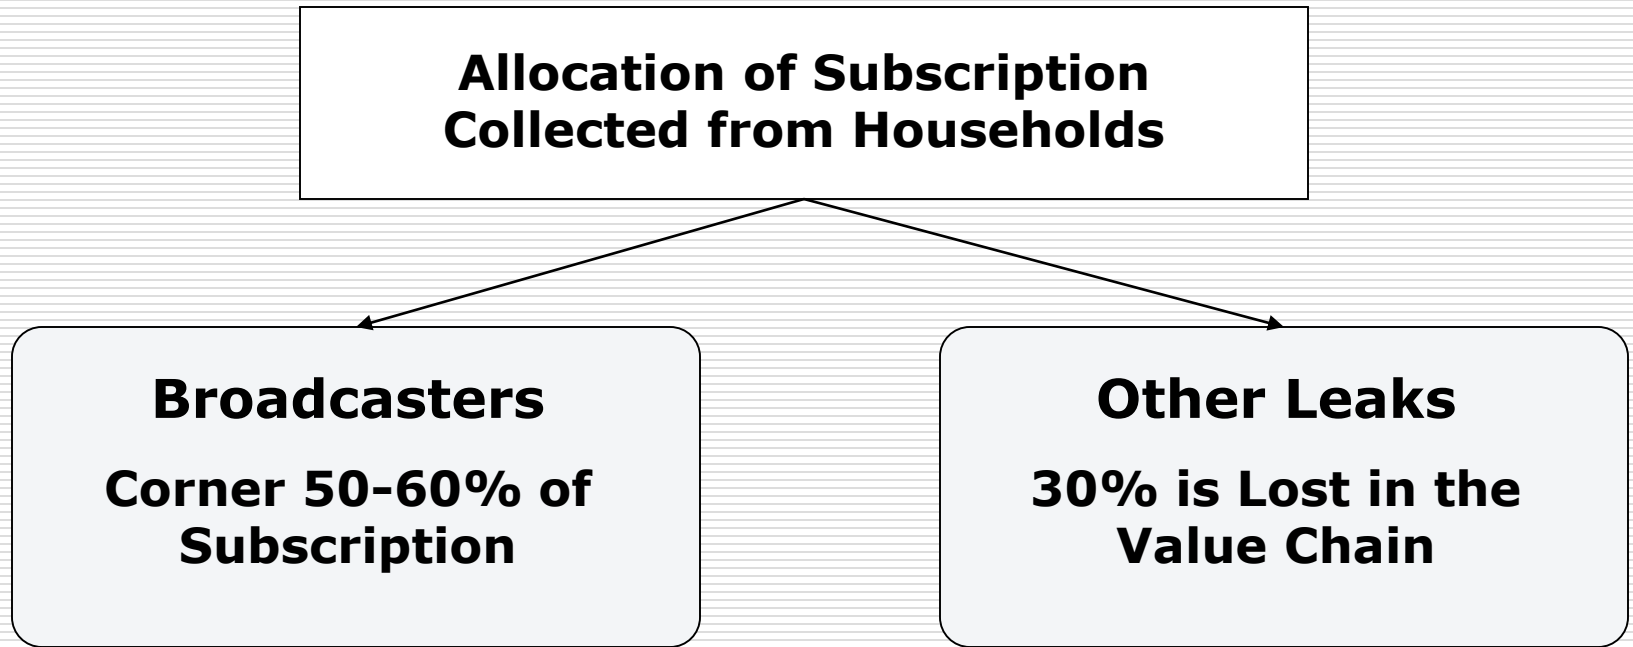 Allocation of Subscription
Collected from Households
Broadcasters
Corner 50-60% of
Subscription
Other Leaks
30% is Lost in the
Value Chain